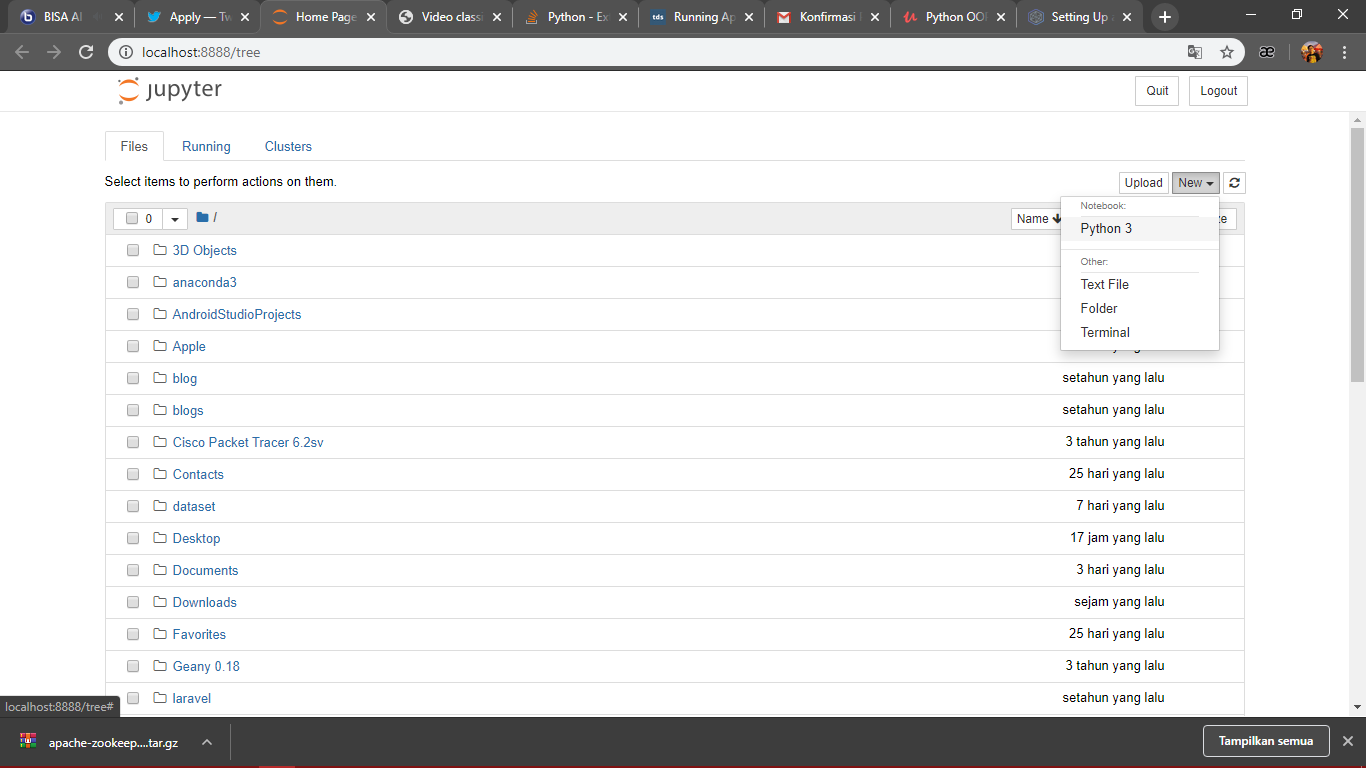 BISA AI
Apply — Tw
Home Page
Video classi
Python - Ex
tds
Running Ap
Konfirmasi
Python OOP
Setting Up a
localhost:8888/tree
æ
jupyter
Quit
Logout
Files
Running
Clusters
Select items to perform actions on them.
Upload
New
0
/
Name
Notebook:
Python 3
Other:
Text File
Folder
Terminal
3D Objects
anaconda3
AndroidStudioProjects
Apple
blog
setahun yang lalu
blogs
setahun yang lalu
Cisco Packet Tracer 6.2sv
3 tahun yang lalu
Contacts
25 hari yang lalu
dataset
7 hari yang lalu
Desktop
17 jam yang lalu
Documents
3 hari yang lalu
Downloads
sejam yang lalu
Favorites
25 hari yang lalu
Geany 0.18
3 tahun yang lalu
laravel
setahun yang lalu
localhost:8888/tree#
apache-zookeep....tar.gz
Tampilkan semua